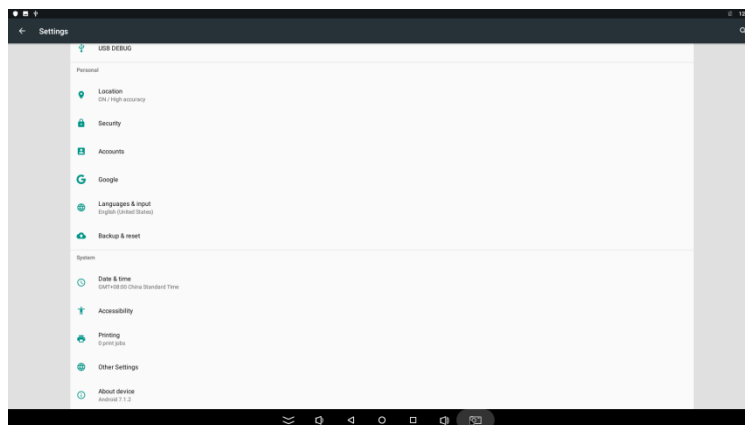 12
Settings
USB DEBUG
Personal
Location
ON / High accuracy
Security
Accounts
Google
Languages & input
English (United States)
Backup & reset
System
Date & time
GMT+08:00 China Standard Time
Accessibility
Printing
0 print jobs
Other Settings
About device
Android 7.1.2